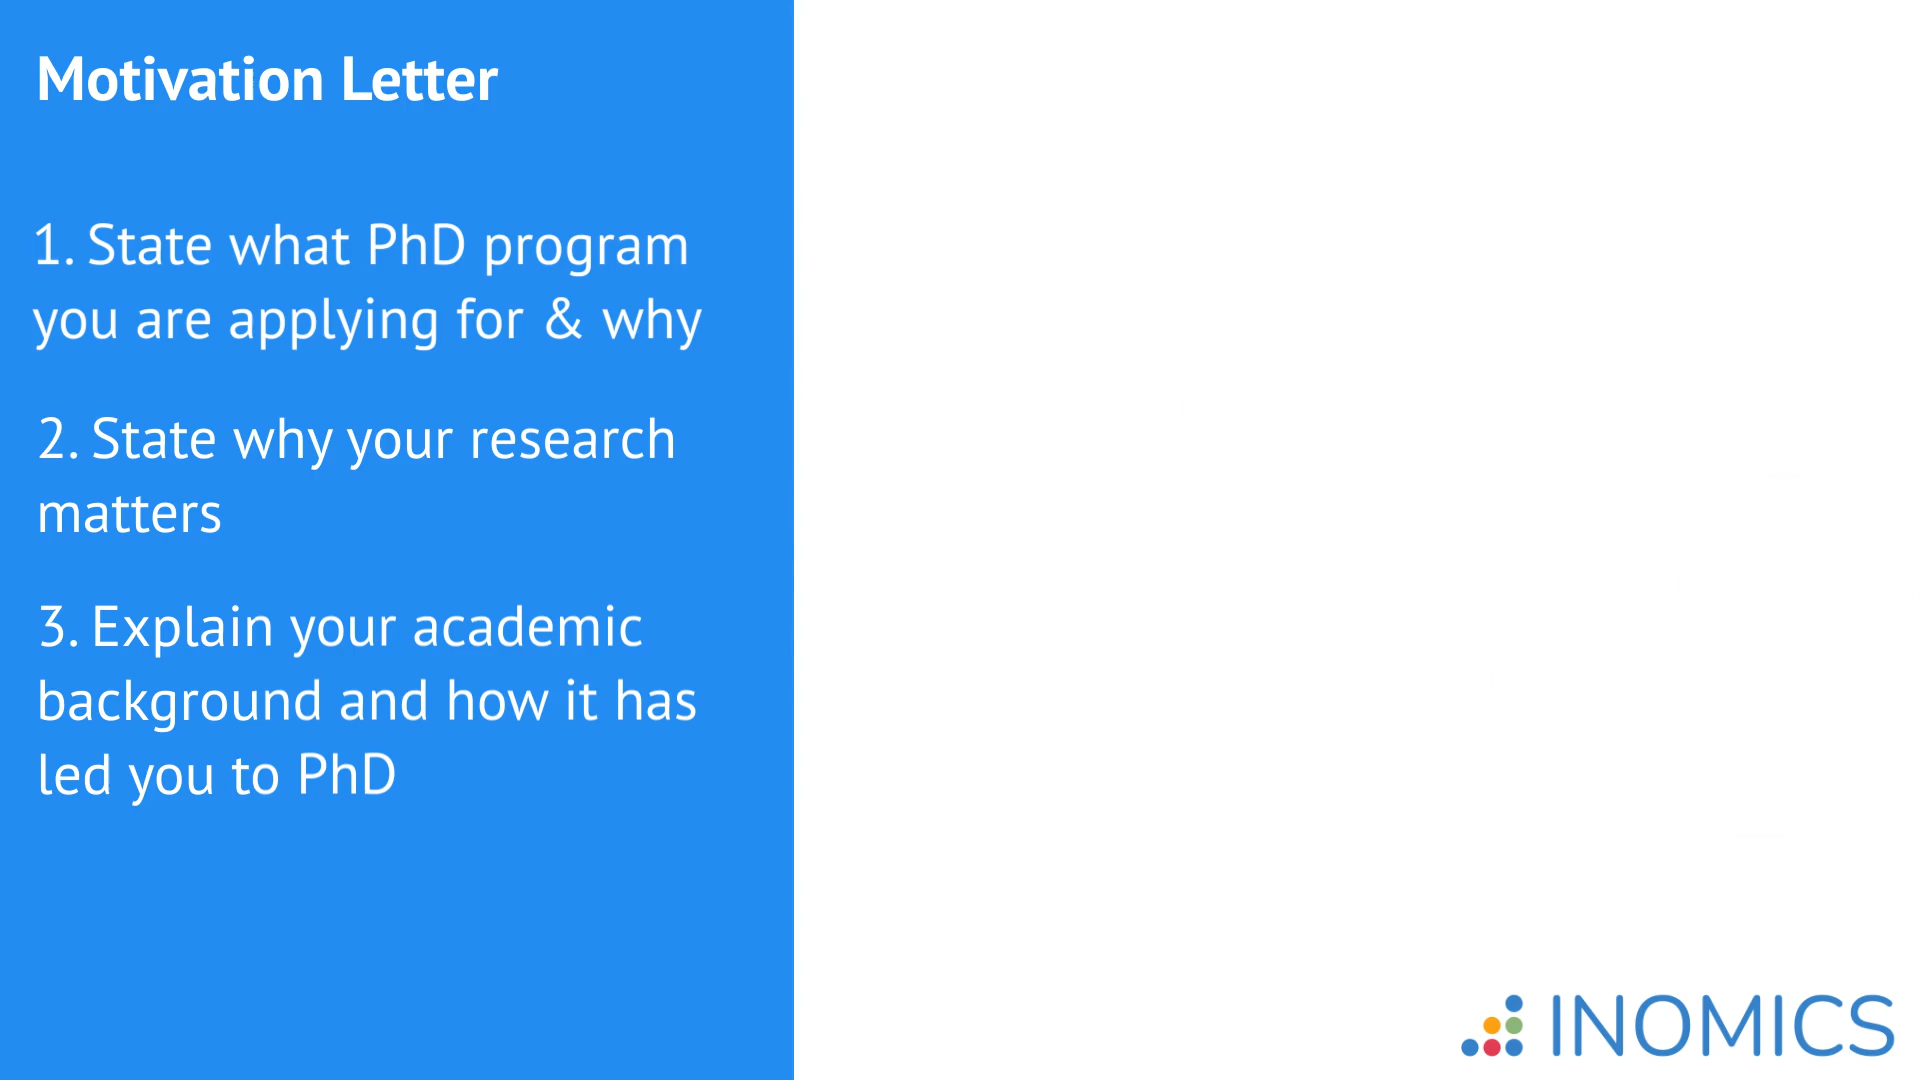 Motivation Letter
1. State what PhD program
you are applying for & why
2. State why your research
matters
3. Explain your academic
background and how it has
led you to PhD
INOMICS